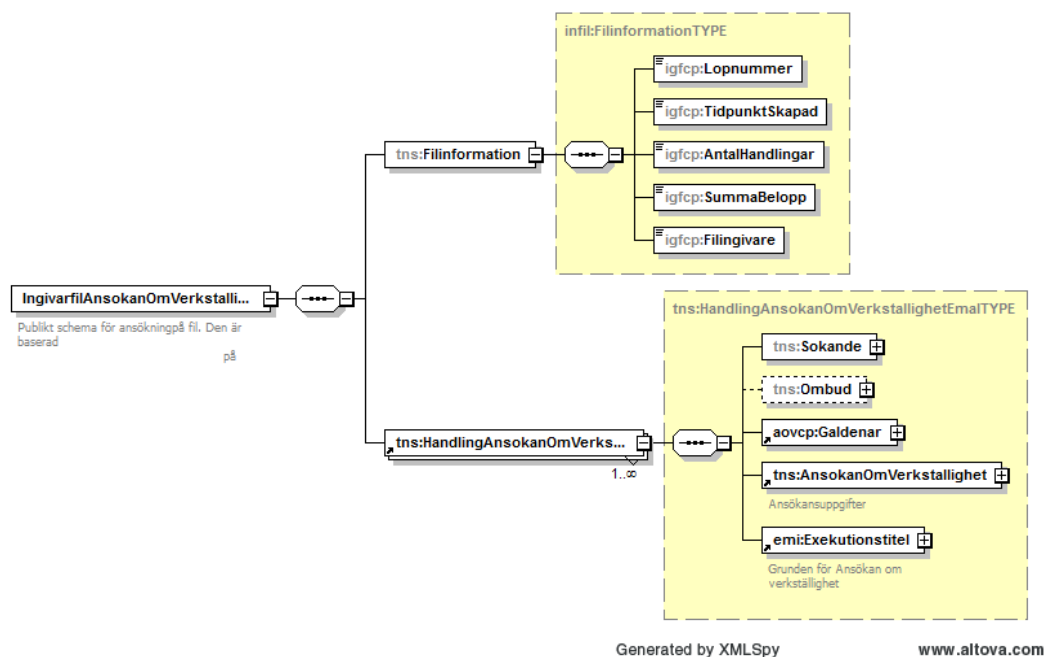 infil:FilinformationTYPE
igfcp:Lopnummer
igfcp:TidpunktSkapad
tns:Filinformation
igfcp:AntalHandlingar
igfcp:SummaBelopp
igfcp:Filingivare
IngivarfilAnsokanOmVerkstalli...
Publikt schema för ansökningpå fil. Den är
baserad
på
tns:HandlingAnsokanOmVerkstallighetEmalTYPE
tns:Sokande
tns:Ombud
aovcp:Galdenar
tns:HandlingAnsokanOmVerks...
1..∞
tns:AnsokanOmVerkstallighet
Ansökansuppgifter
emi:Exekutionstitel
Grunden för Ansökan om
verkställighet
Generated by XMLSpy
www.altova.com